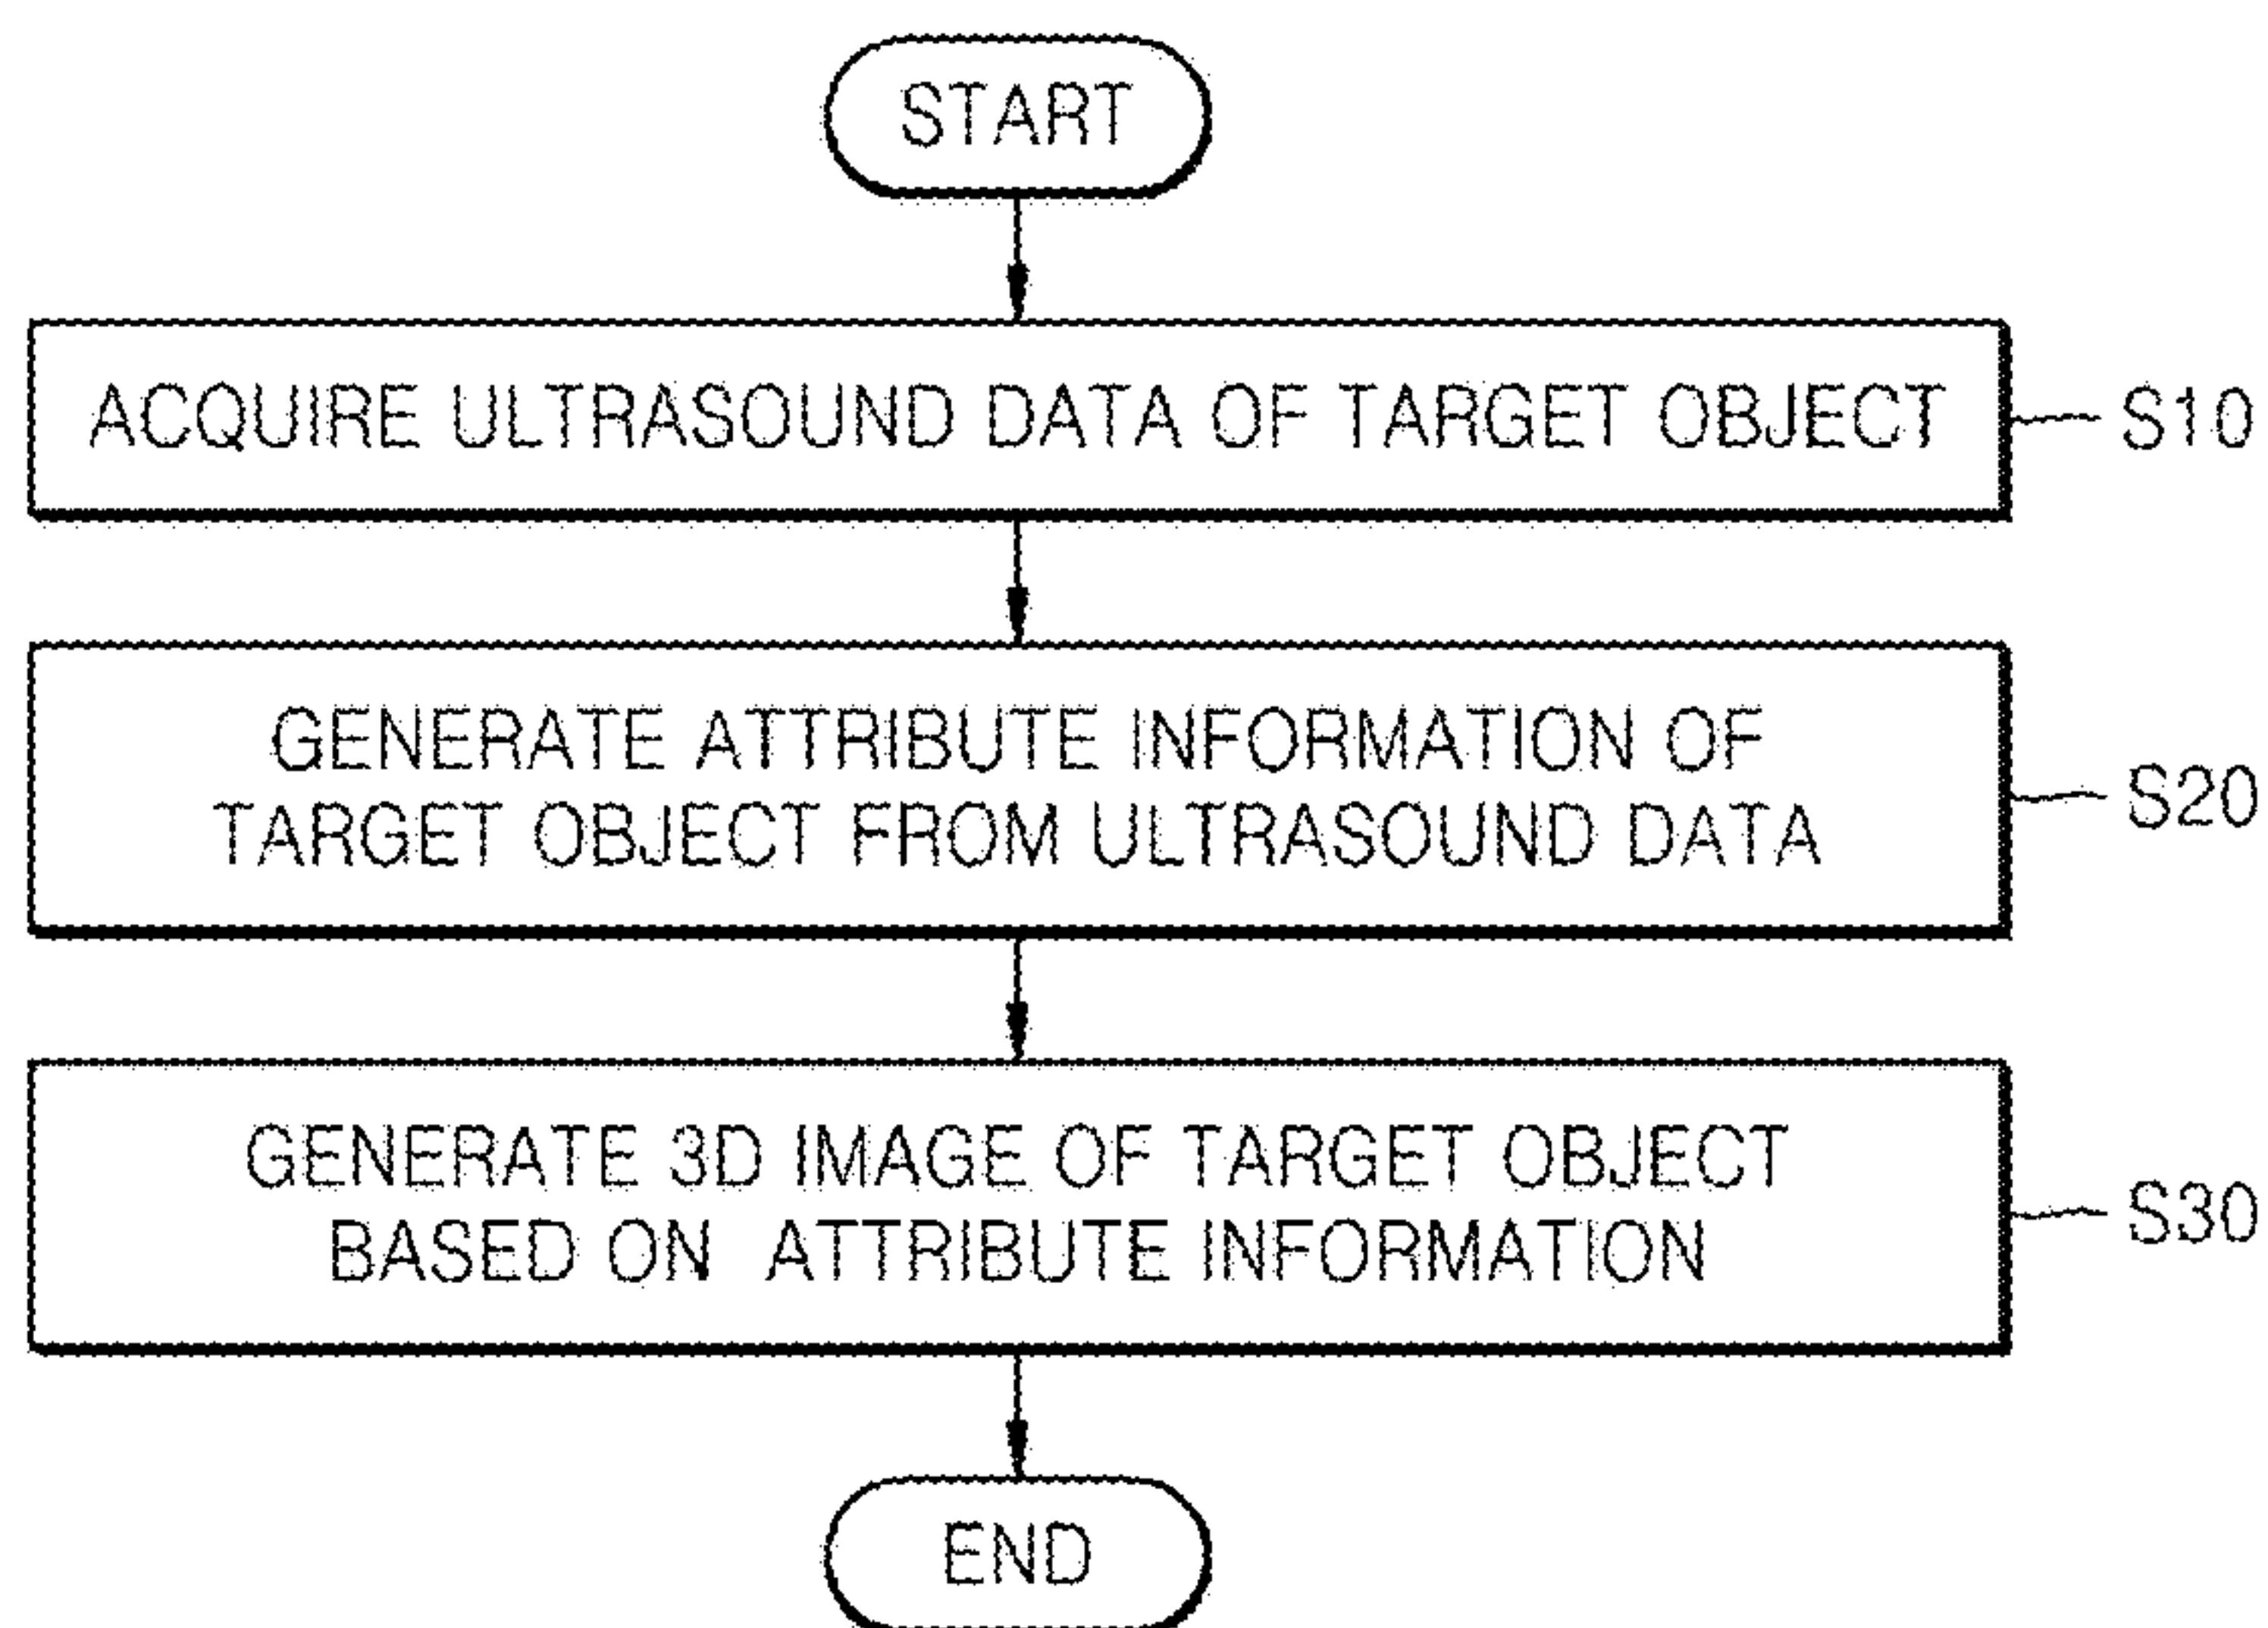 START
ACQUIRE ULTRASOUND DATA OF TARGET OBJECT
S10
GENERATE ATTRIBUTE INFORMATION OF
TARGET OBJECT FROM ULTRASOUND DATA
S20
GENERATE 3D IMAGE OF TARGET OBJECT
BASED ON ATTRIBUTE INFORMATION
S30
END